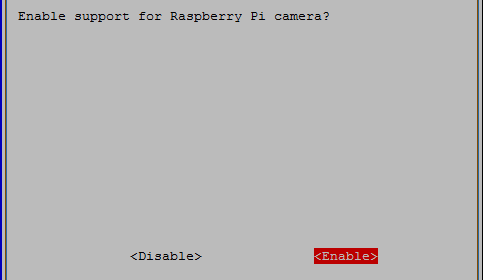 Enable support for Raspberry Pi camera?
<Disable> <Enable>